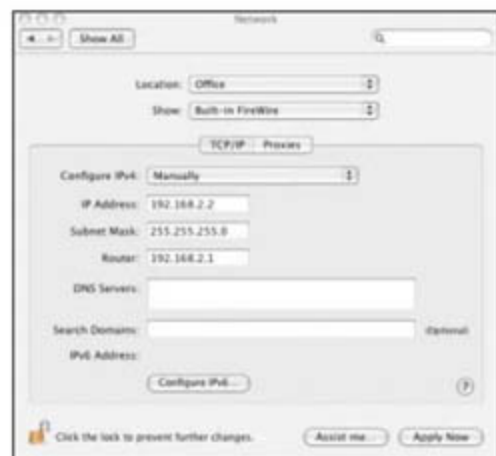 Network
Show All
Location: Office
Show: Built-in FireWire
TCP/IP Proxies
Configure IPv4: Manually
IP Address: 192.168.2.2
Subnet Mask: 255.255.255.0
Router: 192.168.2.1
DNS Servers:
Search Domains: (Optional)
IPv6 Address:
Configure IPv6...
?
Click the lock to prevent further changes.
Assist me...
Apply Now